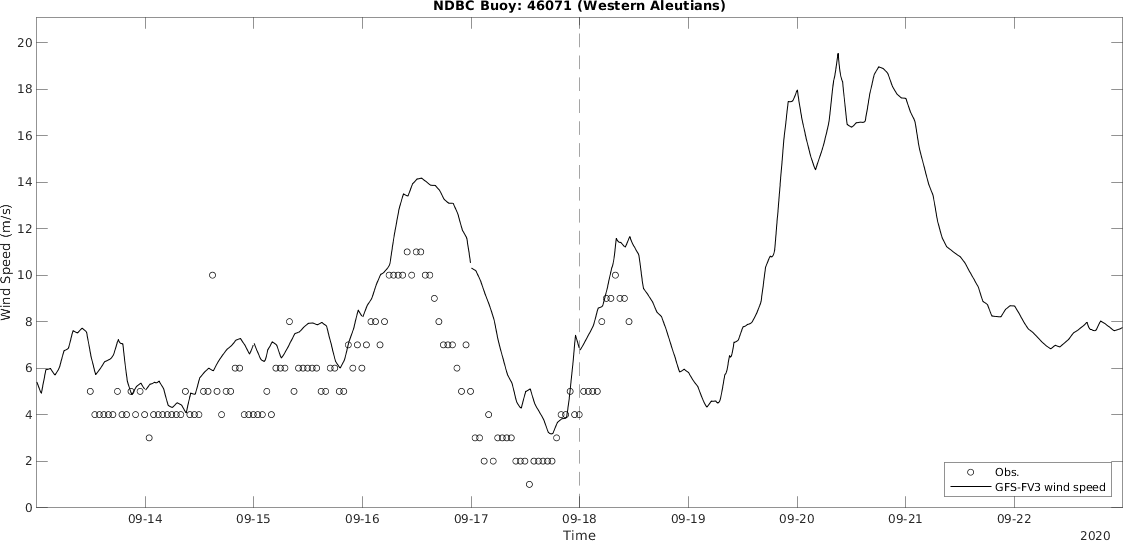 NDBC Buoy: 46071 (Western Aleutians)
Wind Speed (m/s)
20
18
16
14
12
10
8
6
4
2
0
09-14 09-15 09-16 09-17 09-18 09-19 09-20 09-21 09-22
Time
2020
Obs.
GFS-FV3 wind speed